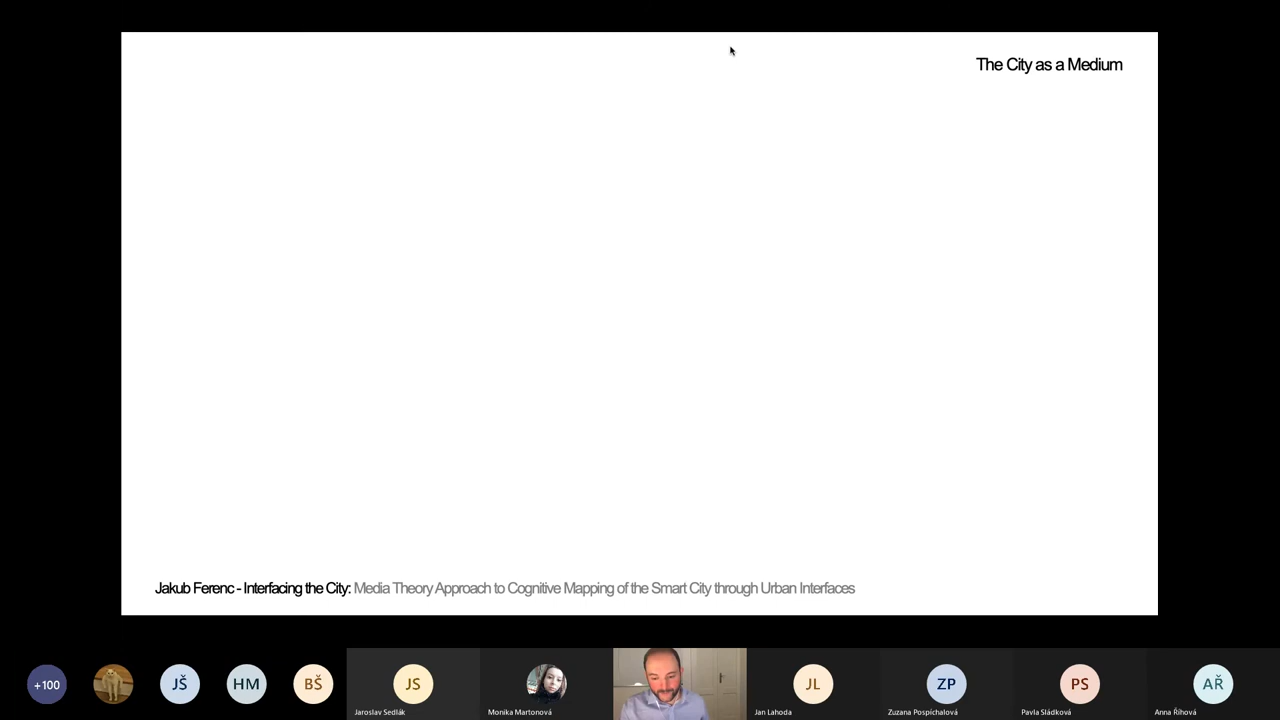 The City as a Medium
Jakub Ferenc - Interfacing the City: Media Theory Approach to Cognitive Mapping of the Smart City through Urban Interfaces
+100
JŠ
HM
BŠ
JS
JL
ZP
PS
AŘ
Jaroslav Sedlák
Monika Martonová
Jan Lahoda
Zuzana Pospíchalová
Pavla Sládková
Anna Říhová